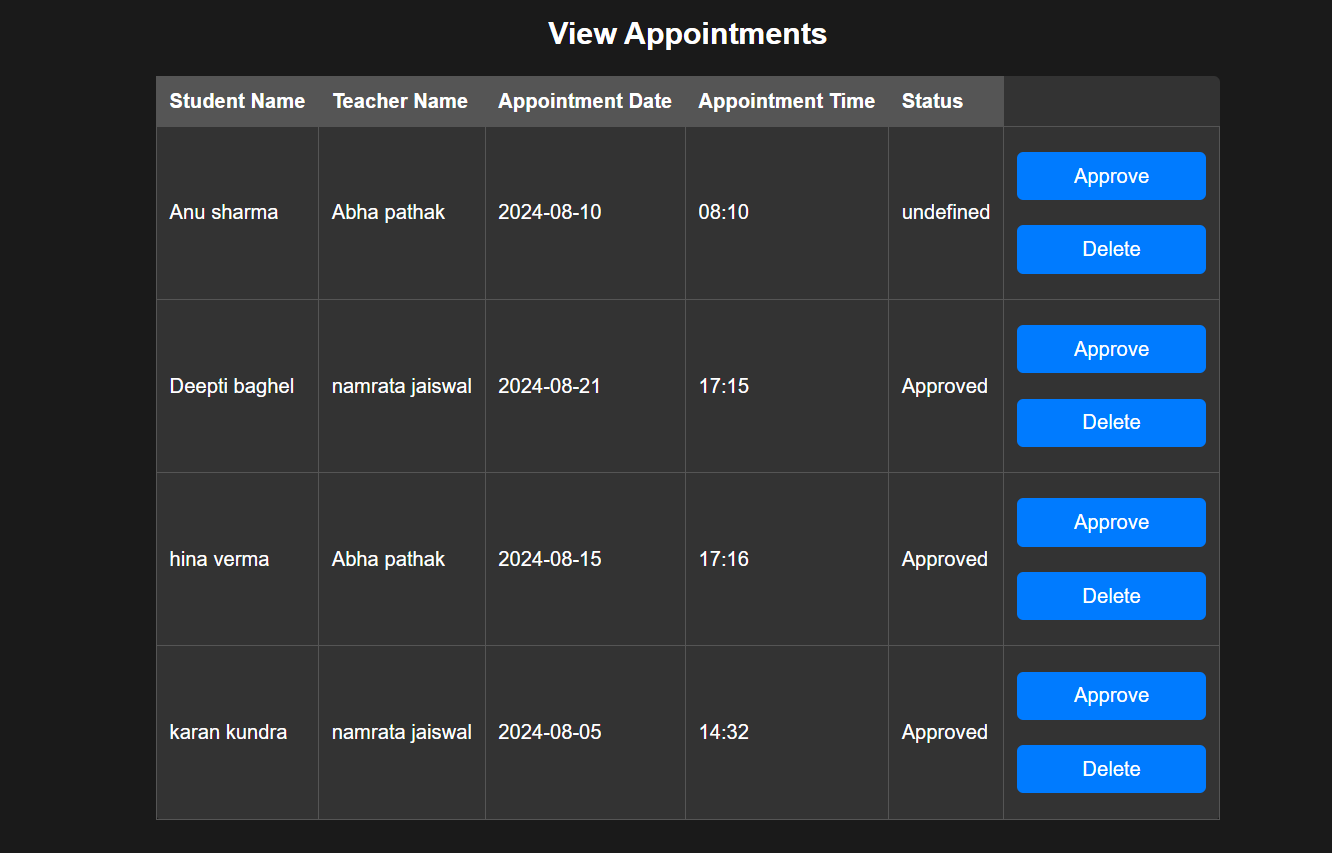 View Appointments
Student Name Teacher Name Appointment Date Appointment Time Status
Anu sharma Abha pathak 2024-08-10 08:10 undefined Approve
Delete
Deepti baghel namrata jaiswal 2024-08-21 17:15 Approved Approve
Delete
hina verma Abha pathak 2024-08-15 17:16 Approved Approve
Delete
karan kundra namrata jaiswal 2024-08-05 14:32 Approved Approve
Delete